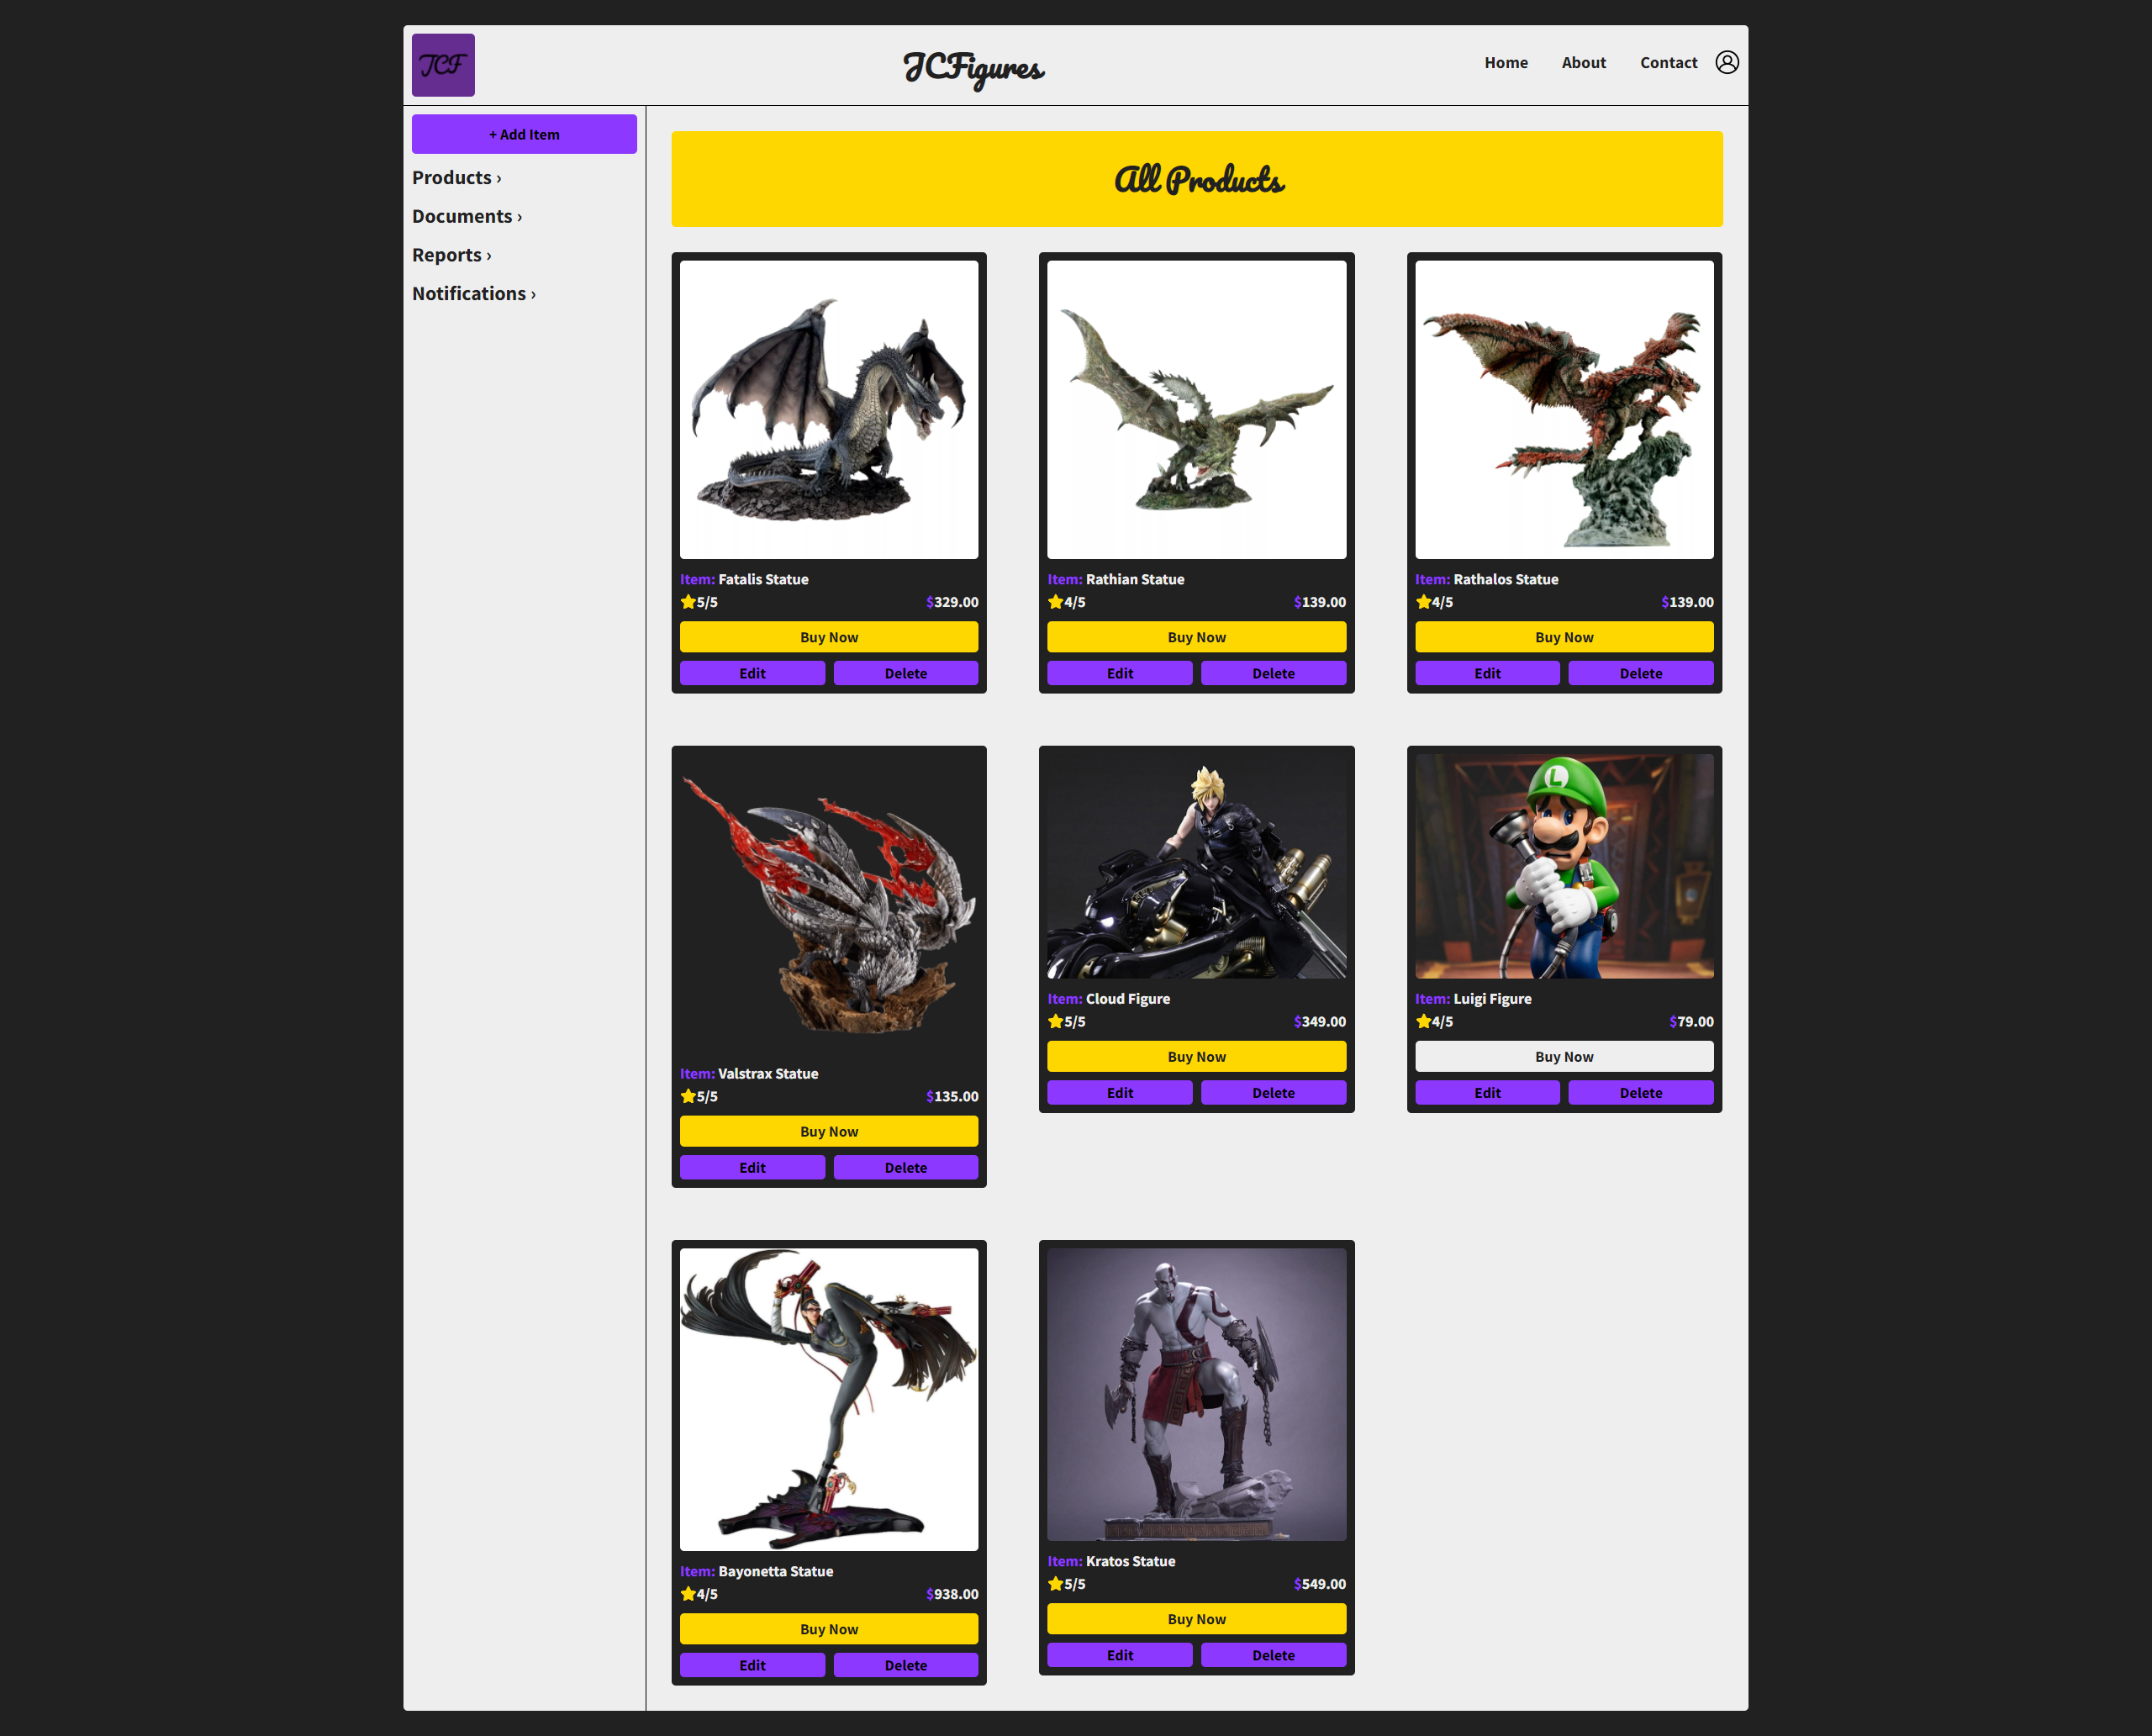 JCF
JCFigures
Home About Contact
+ Add Item
Products ›
Documents ›
Reports ›
Notifications ›
All Products
Item: Fatalis Statue
5/5 $329.00
Buy Now
Edit Delete
Item: Rathian Statue
4/5 $139.00
Buy Now
Edit Delete
Item: Rathalos Statue
4/5 $139.00
Buy Now
Edit Delete
Item: Valstrax Statue
5/5 $135.00
Buy Now
Edit Delete
Item: Cloud Figure
5/5 $349.00
Buy Now
Edit Delete
L
Item: Luigi Figure
4/5 $79.00
Buy Now
Edit Delete
Item: Bayonetta Statue
4/5 $938.00
Buy Now
Edit Delete
Item: Kratos Statue
5/5 $549.00
Buy Now
Edit Delete